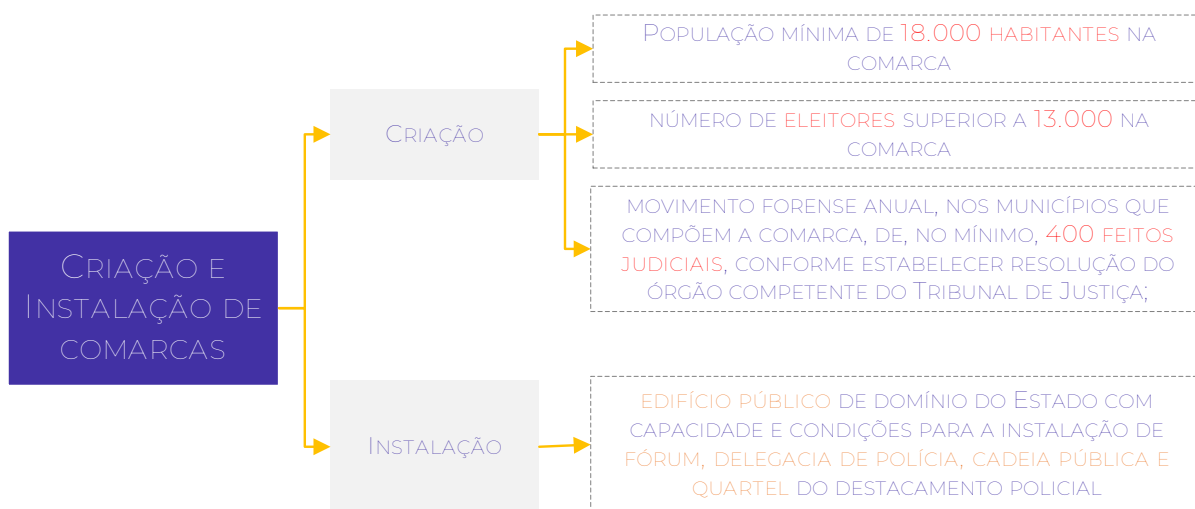 População mínima de 18.000 habitantes na
comarca
Criação
número de eleitores superior a 13.000 na
comarca
movimento forense anual, nos municípios que
compõem a comarca, de, no mínimo, 400 feitos
judiciais, conforme estabelecer resolução do
órgão competente do Tribunal de Justiça;
Criação e
Instalação de
comarcas
Instalação
edifício público de domínio do Estado com
capacidade e condições para a instalação de
fórum, delegacia de polícia, cadeia pública e
quartel do destacamento policial